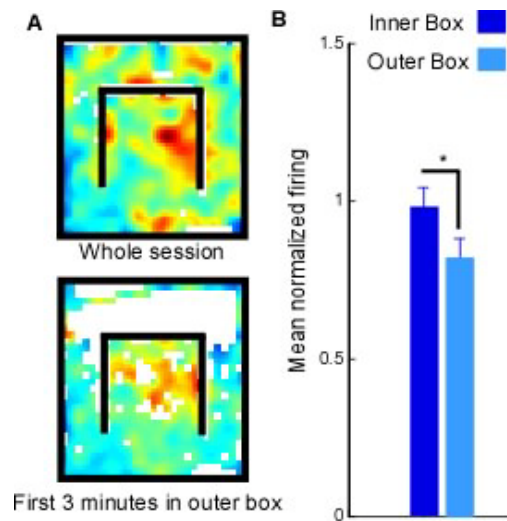 A
Whole session
First 3 minutes in outer box
B
Inner Box
Outer Box
Mean normalized firing
1.5
1
0.5
0
*